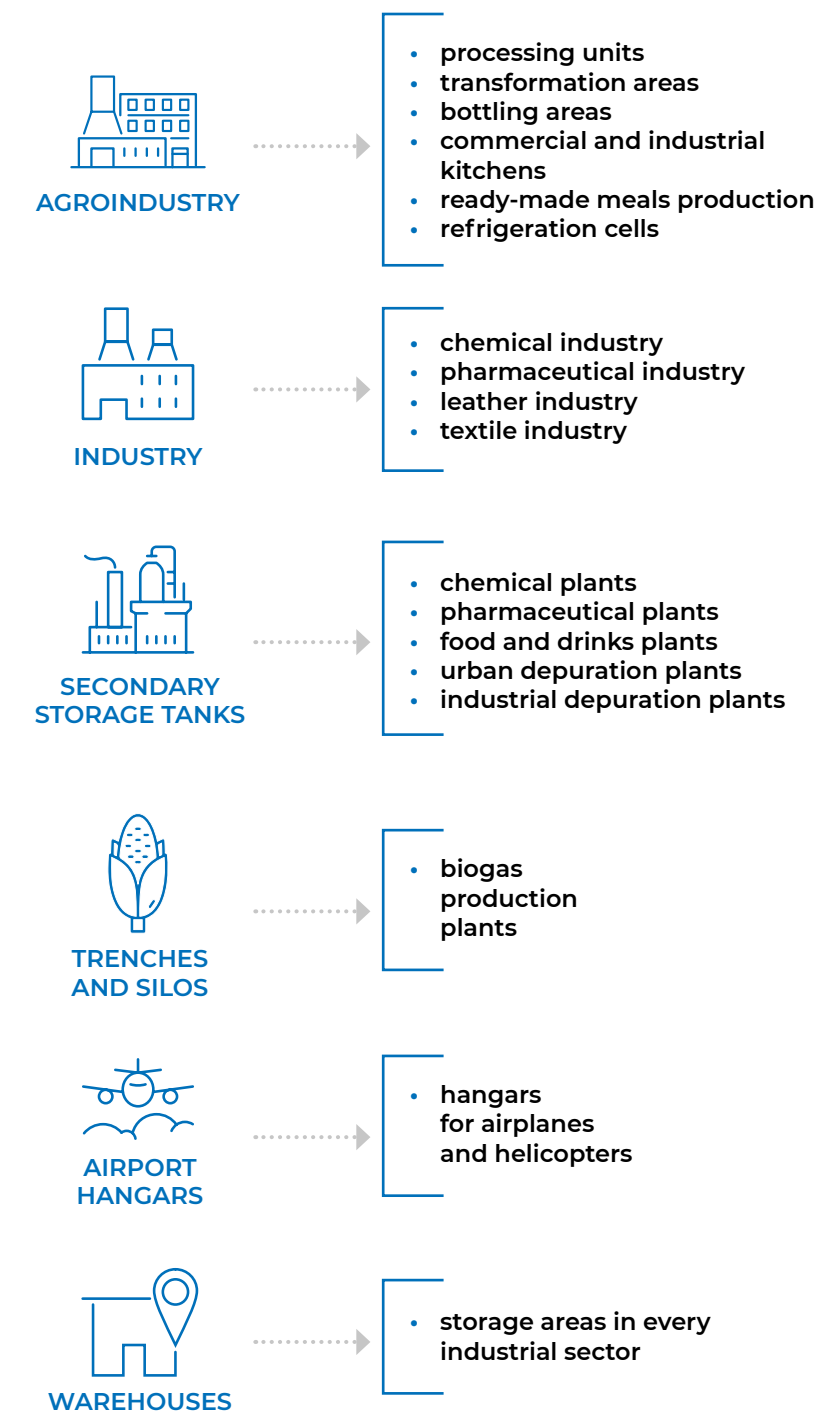 AGROINDUSTRY
• processing units
• transformation areas
• bottling areas
• commercial and industrial
kitchens
• ready-made meals production
• refrigeration cells
INDUSTRY
• chemical industry
• pharmaceutical industry
• leather industry
• textile industry
SECONDARY
STORAGE TANKS
• chemical plants
• pharmaceutical plants
• food and drinks plants
• urban depuration plants
• industrial depuration plants
TRENCHES
AND SILOS
• biogas
production
plants
AIRPORT
HANGARS
• hangars
for airplanes
and helicopters
WAREHOUSES
• storage areas in every
industrial sector